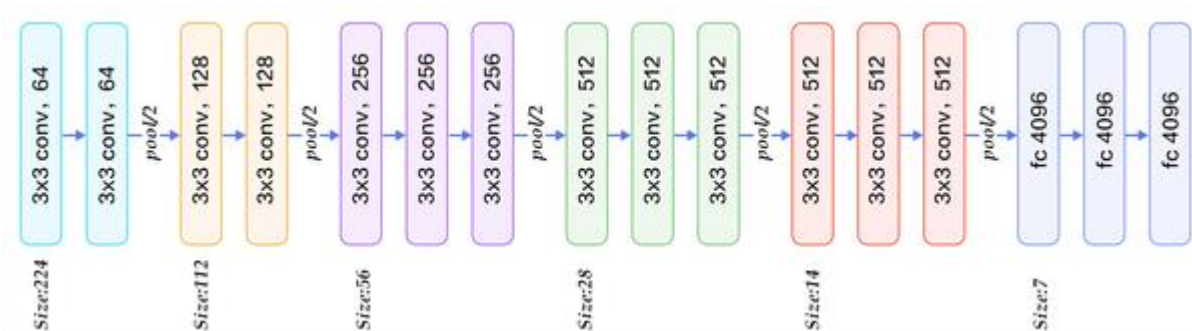 3x3 conv, 64
3x3 conv, 64
pool/2
3x3 conv, 128
3x3 conv, 128
pool/2
3x3 conv, 256
3x3 conv, 256
3x3 conv, 256
pool/2
3x3 conv, 512
3x3 conv, 512
3x3 conv, 512
pool/2
3x3 conv, 512
3x3 conv, 512
3x3 conv, 512
pool/2
fc 4096
fc 4096
fc 4096
Size:224
Size:112
Size:56
Size:28
Size:14
Size:7